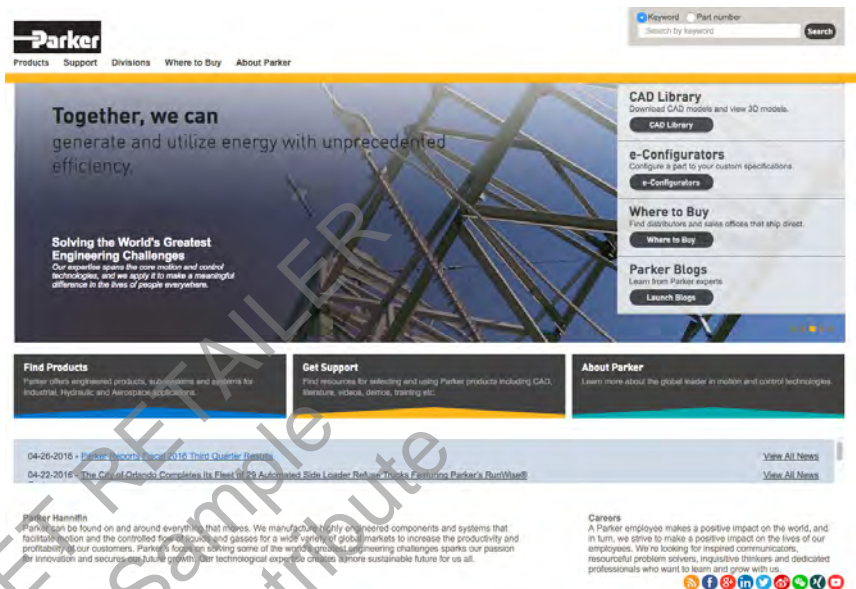 Parker
Keyword Part number
Search by keyword Search
Products Support Divisions Where to Buy About Parker
Together, we can
generate and utilize energy with unprecedented
efficiency.
Solving the World's Greatest
Engineering Challenges
Our expertise spans the core motion and control
technologies, and we apply it to make a meaningful
difference in the lives of people everywhere.
CAD Library
Download CAD models and view 3D models.
CAD Library
e-Configurators
Configure a part to your custom specifications.
e-Configurators
Where to Buy
Find distributors and sales offices that ship direct.
Where to Buy
Parker Blogs
Learn from Parker experts
Launch Blogs
Find Products
Parker offers engineered products, subsystems and systems for
Industrial, Hydraulic and Aerospace applications.
Get Support
Find resources for selecting and using Parker products including CAD,
literature, videos, demos, training etc.
About Parker
Learn more about the global leader in motion and control technologies.
04-26-2016 - Parker Reports Fiscal 2016 Third Quarter Results View All News
04-22-2016 - The City of Orlando Completes Its Fleet of 29 Automated Side Loader Refuse Trucks Featuring Parker's RunWise® View All News
Parker Hannifin
Parker can be found on and around everything that moves. We manufacture highly engineered components and systems that
facilitate motion and the controlled flow of liquids and gasses for a wide variety of global markets to increase the productivity and
profitability of our customers. Parker's focus on solving some of the world's greatest engineering challenges sparks our passion
for innovation and secures our future growth. Our technological expertise creates a more sustainable future for us all.
Careers
A Parker employee makes a positive impact on the world, and
in turn, we strive to make a positive impact on the lives of our
employees. We're looking for inspired communicators,
resourceful problem solvers, inquisitive thinkers and dedicated
professionals who want to learn and grow with us.
RETAILER
Sample